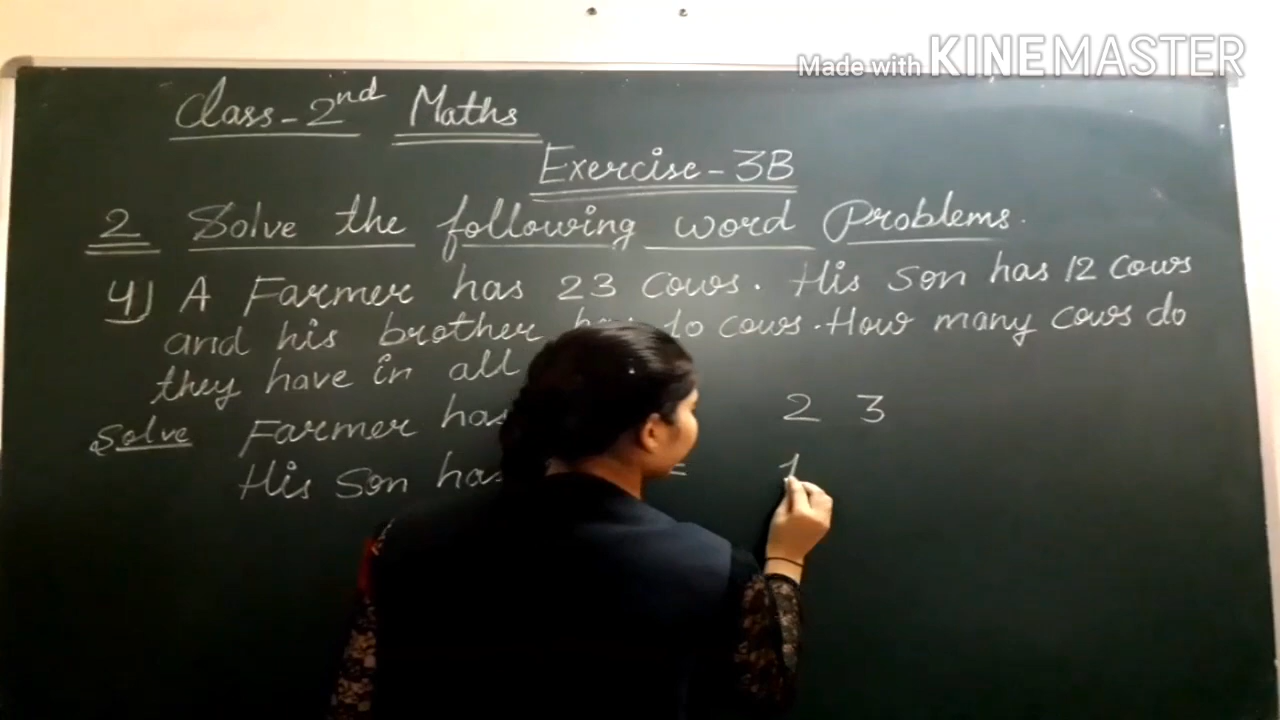 Made with KINEMASTER
Class-2nd Maths
Exercise-3B
2 Solve the following word Problems.
4) A Farmer has 23 Cows. His Son has 12 Cows
and his brother has 10 cows. How many cows do
they have in all
Solve Farmer has 2 3
His Son has = 1